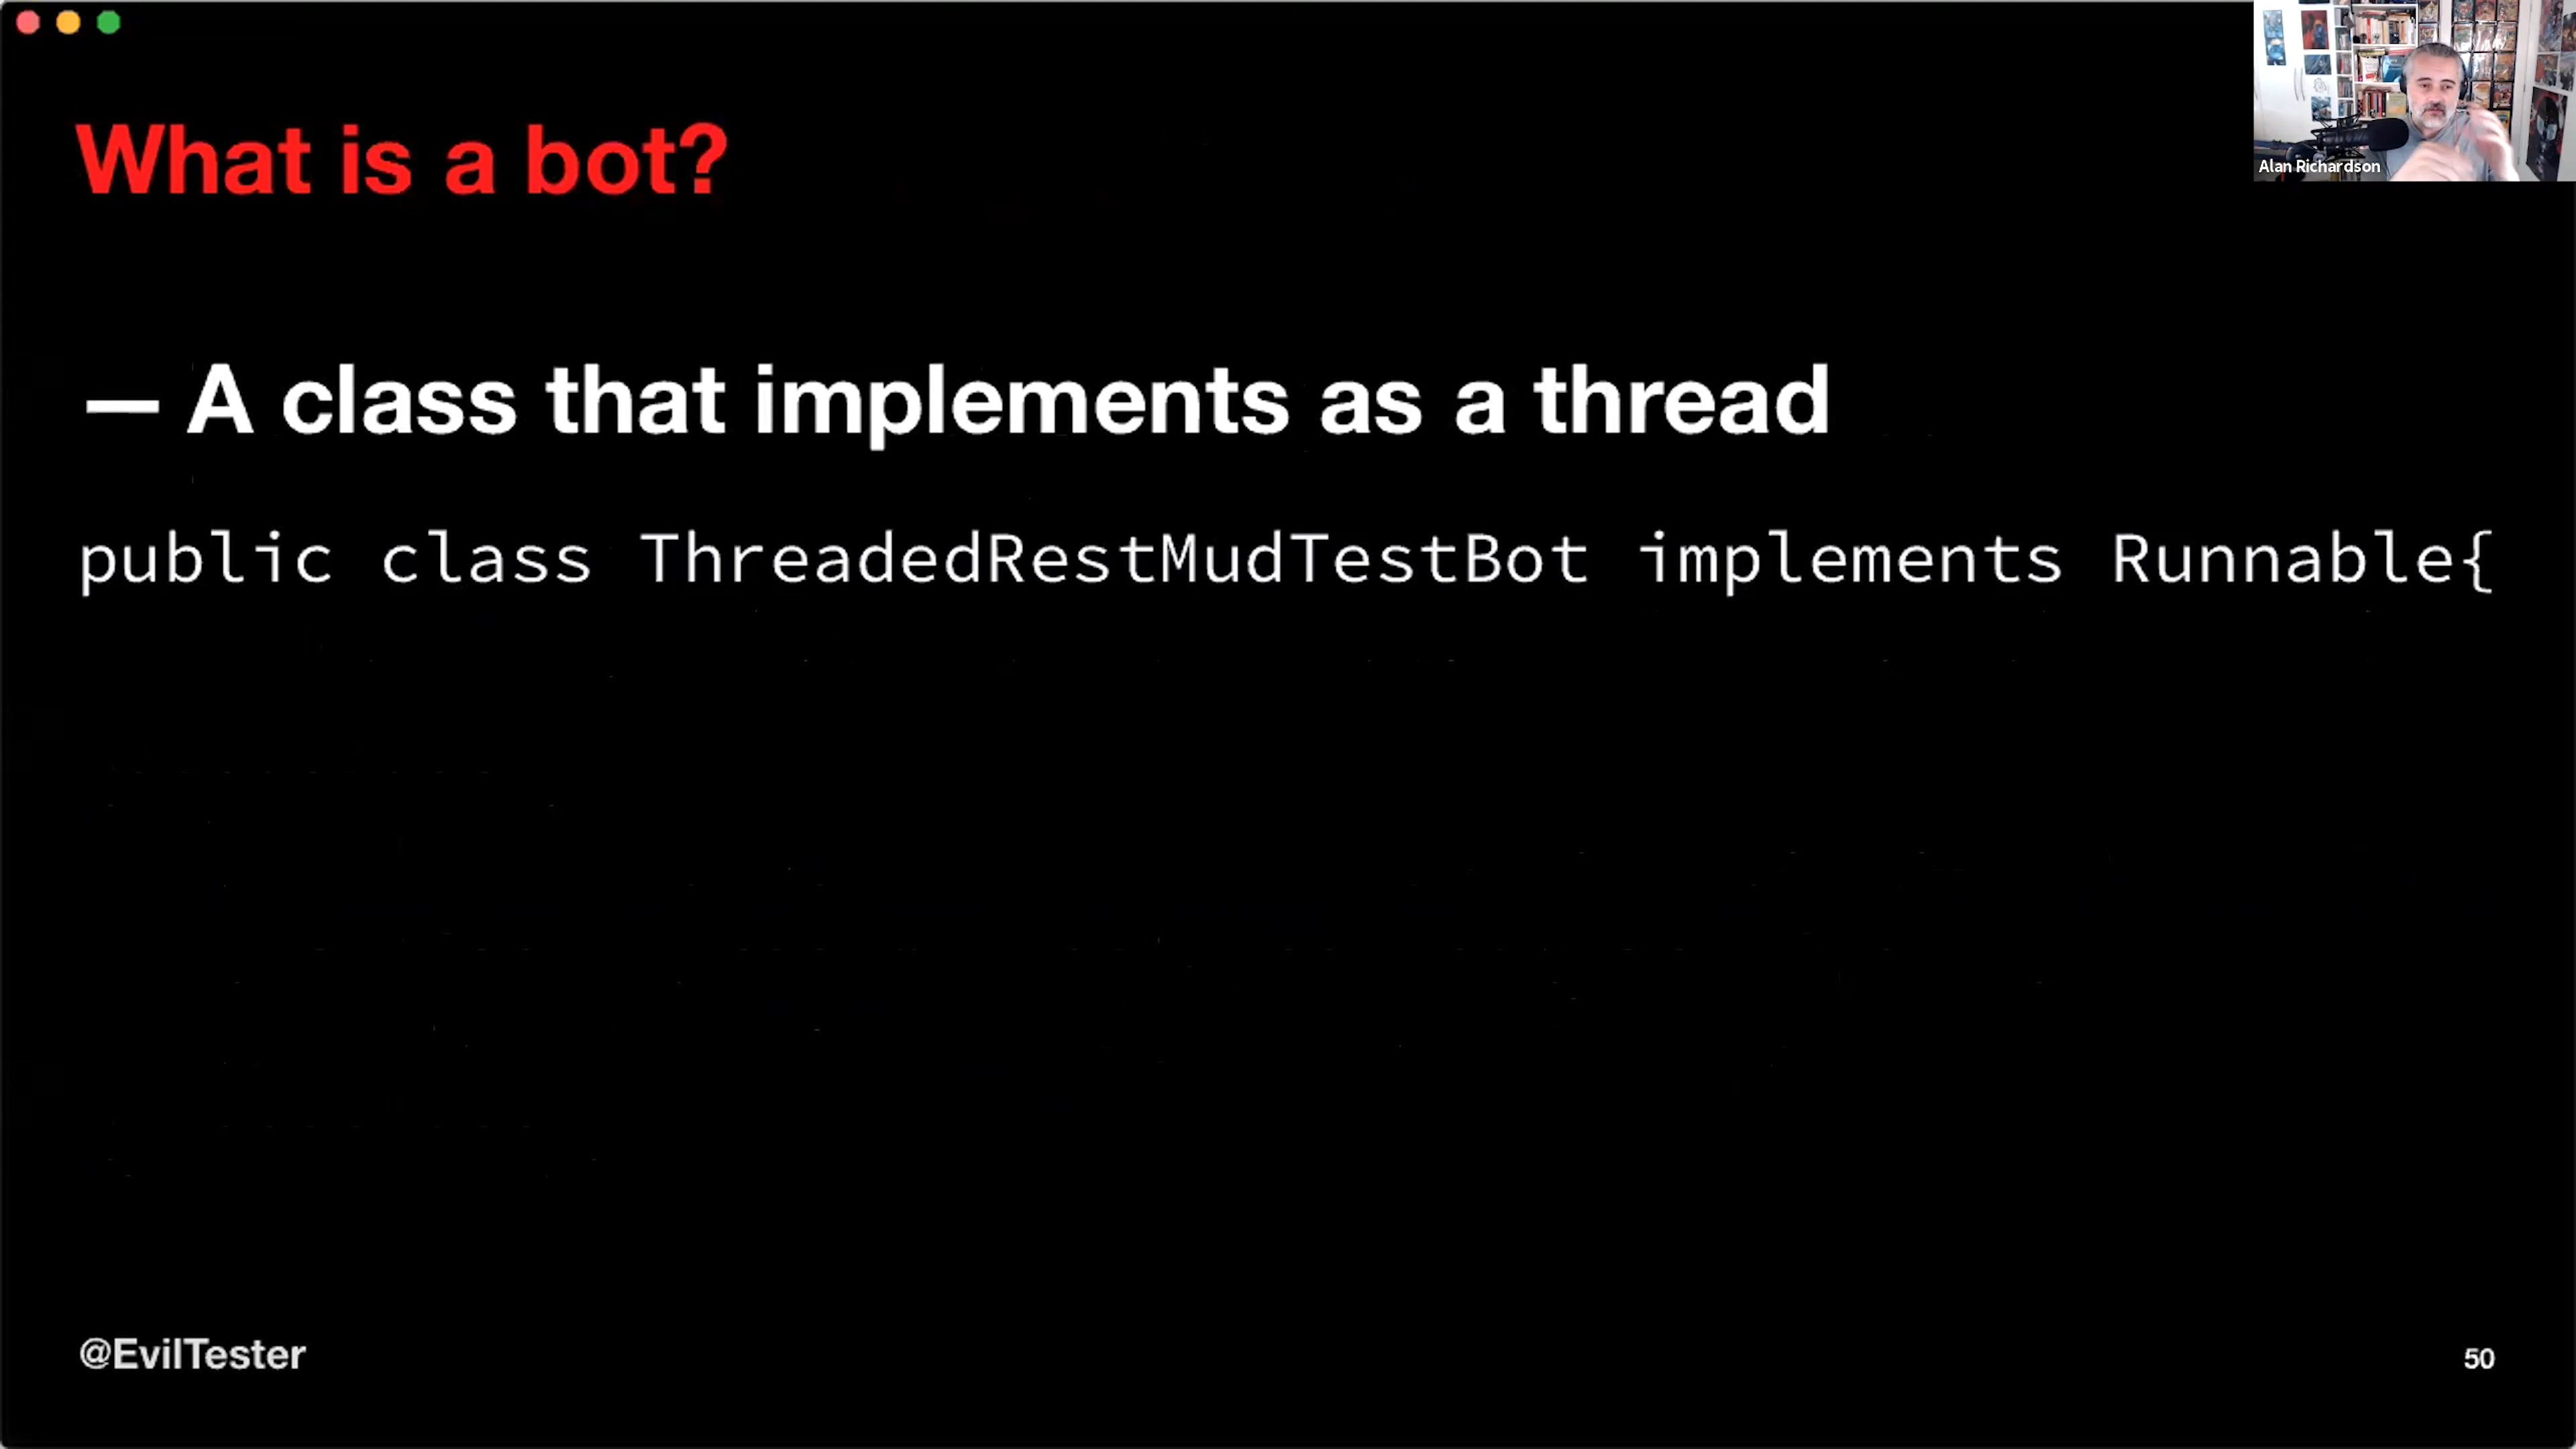 What is a bot?
Alan Richardson
— A class that implements as a thread
public class ThreadedRestMudTestBot implements Runnable{
@EvilTester
50